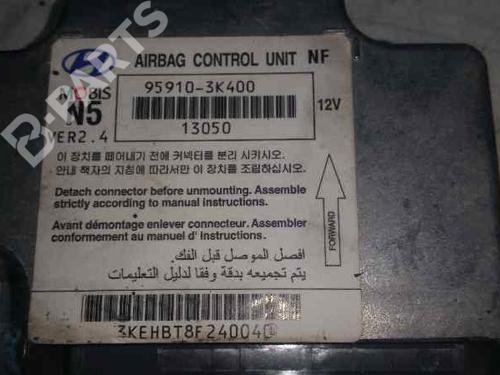 AIRBAG CONTROL UNIT NF
MOBIS
N5
VER2.4
95910-3K400
13050
12V
이 장치를 떼어내기 전에 커넥터를 분리 시키시오.
안내 책자의 지침에 따라서만 이 장치를 조립하십시오.
Detach connector before unmounting. Assemble
strictly according to manual instructions.
Avant démontage enlever connecteur. Assembler
conformement au manuel d' Instructions.
افصل الموصل قبل الفك.
يتم تجميعه بدقة وفقا لدليل التعليمات
FORWARD
3KEHBT8F24004